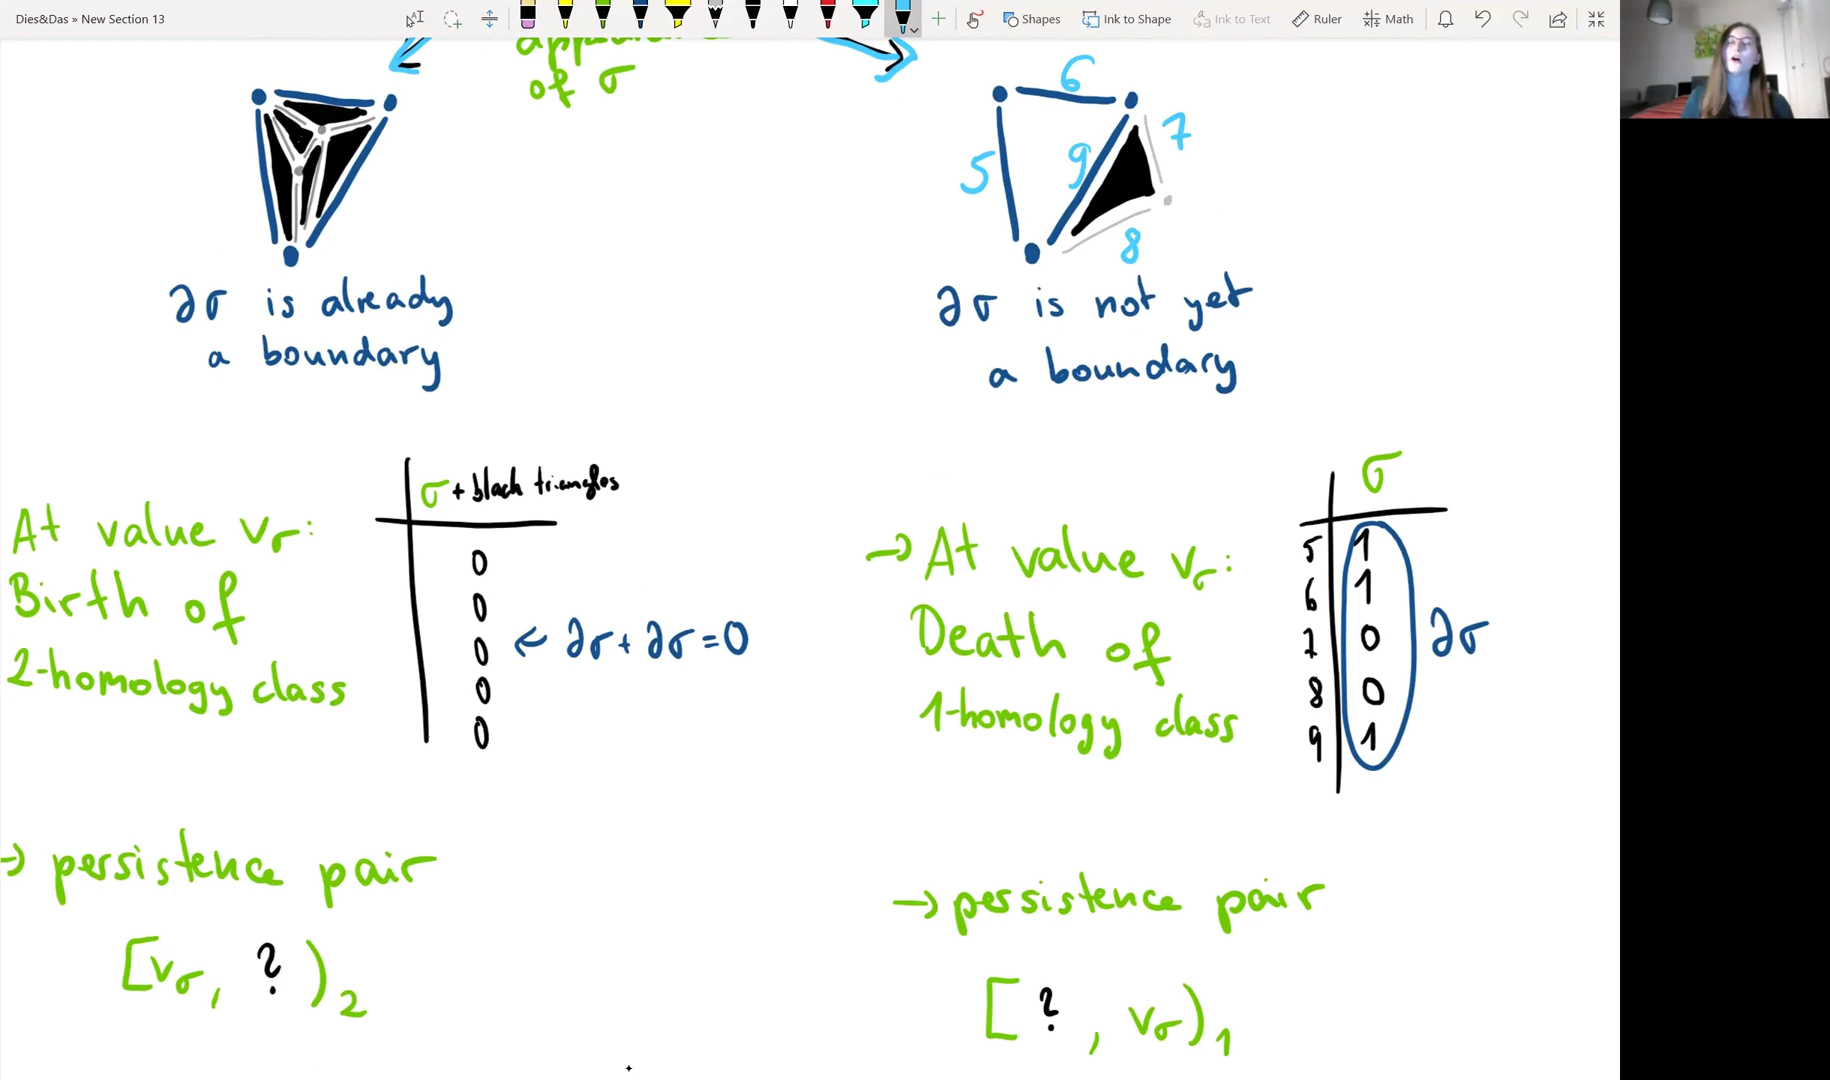 Dies&Das » New Section 13
Shapes
Ink to Shape
Ink to Text
Ruler
Math
of σ
6
7
5
9
8
∂σ is already
a boundary
∂σ is not yet
a boundary
At value vσ:
Birth of
2-homology class
σ + black triangles
0
0
0
0
0
← ∂σ + ∂σ = 0
→ At value vσ:
Death of
1-homology class
σ
5 1
6 1
7 0
8 0
9 1
∂σ
→ persistence pair
[vσ, ?)2
→ persistence pair
[?, vσ)1